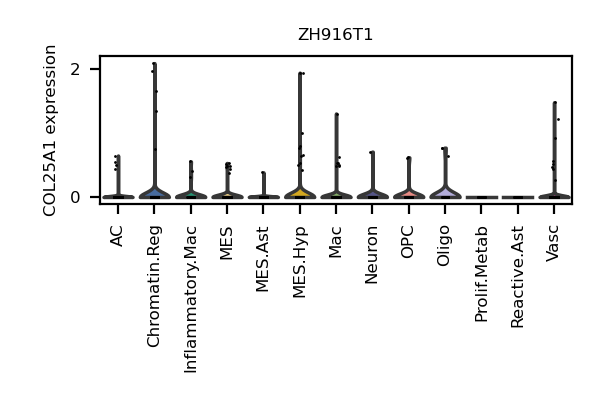 ZH916T1
COL25A1 expression
2
0
AC
Chromatin.Reg
Inflammatory.Mac
MES
MES.Ast
MES.Hyp
Mac
Neuron
OPC
Oligo
Prolif.Metab
Reactive.Ast
Vasc